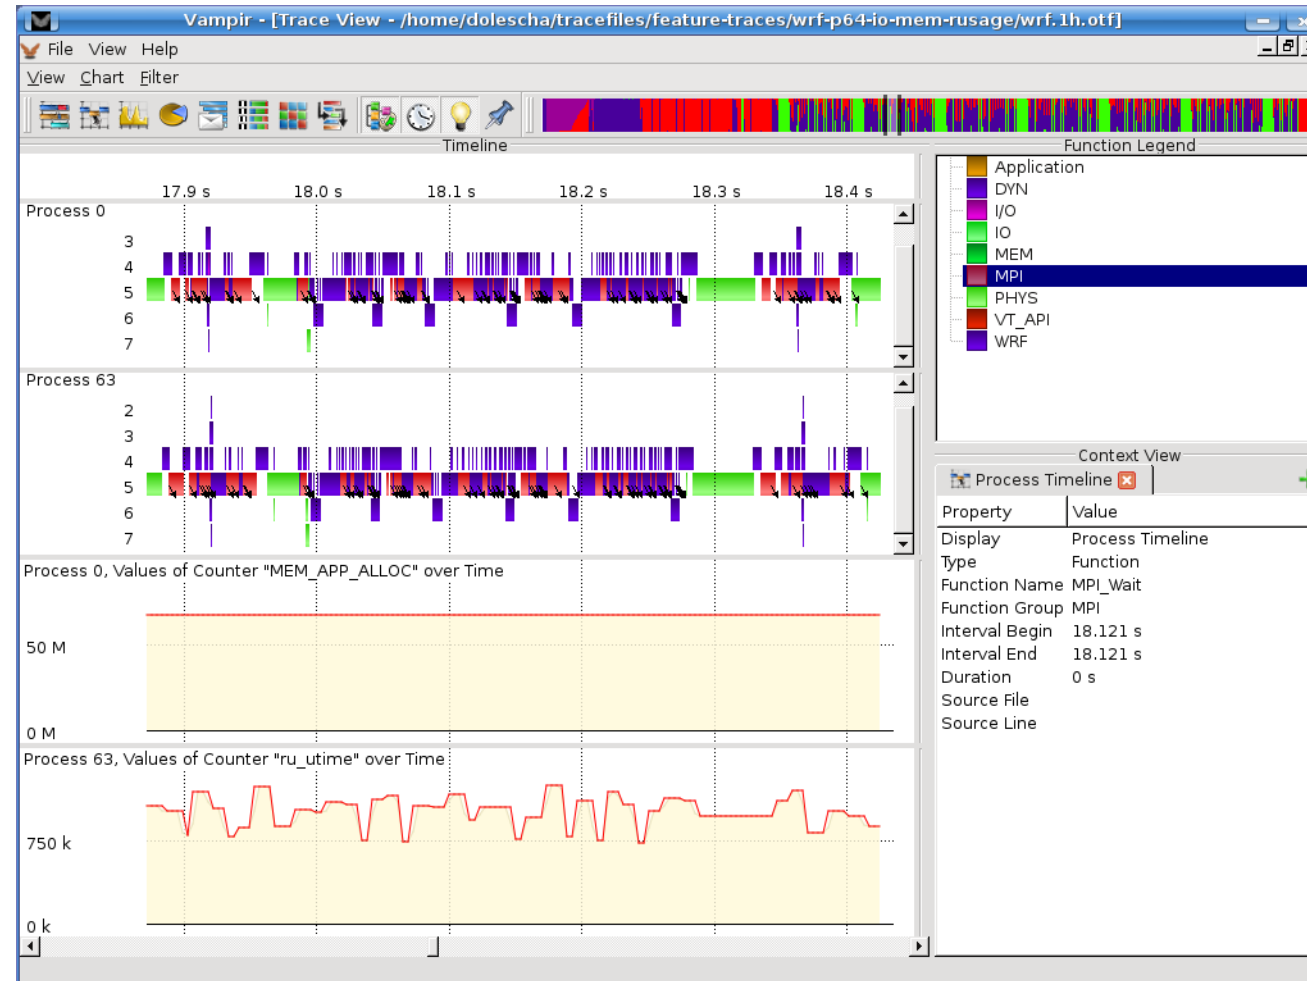 Vampir - [Trace View - /home/dolescha/tracefiles/feature-traces/wrf-p64-io-mem-rusage/wrf.1h.otf]
File View Help
View Chart Filter
Timeline
17.9 s 18.0 s 18.1 s 18.2 s 18.3 s 18.4 s
Process 0
3
4
5
6
7
Process 63
2
3
4
5
6
7
Process 0, Values of Counter "MEM_APP_ALLOC" over Time
50 M
0 M
Process 63, Values of Counter "ru_utime" over Time
750 k
0 k
Function Legend
Application
DYN
I/O
IO
MEM
MPI
PHYS
VT_API
WRF
Context View
Process Timeline
Property Value
Display Process Timeline
Type Function
Function Name MPI_Wait
Function Group MPI
Interval Begin 18.121 s
Interval End 18.121 s
Duration 0 s
Source File
Source Line